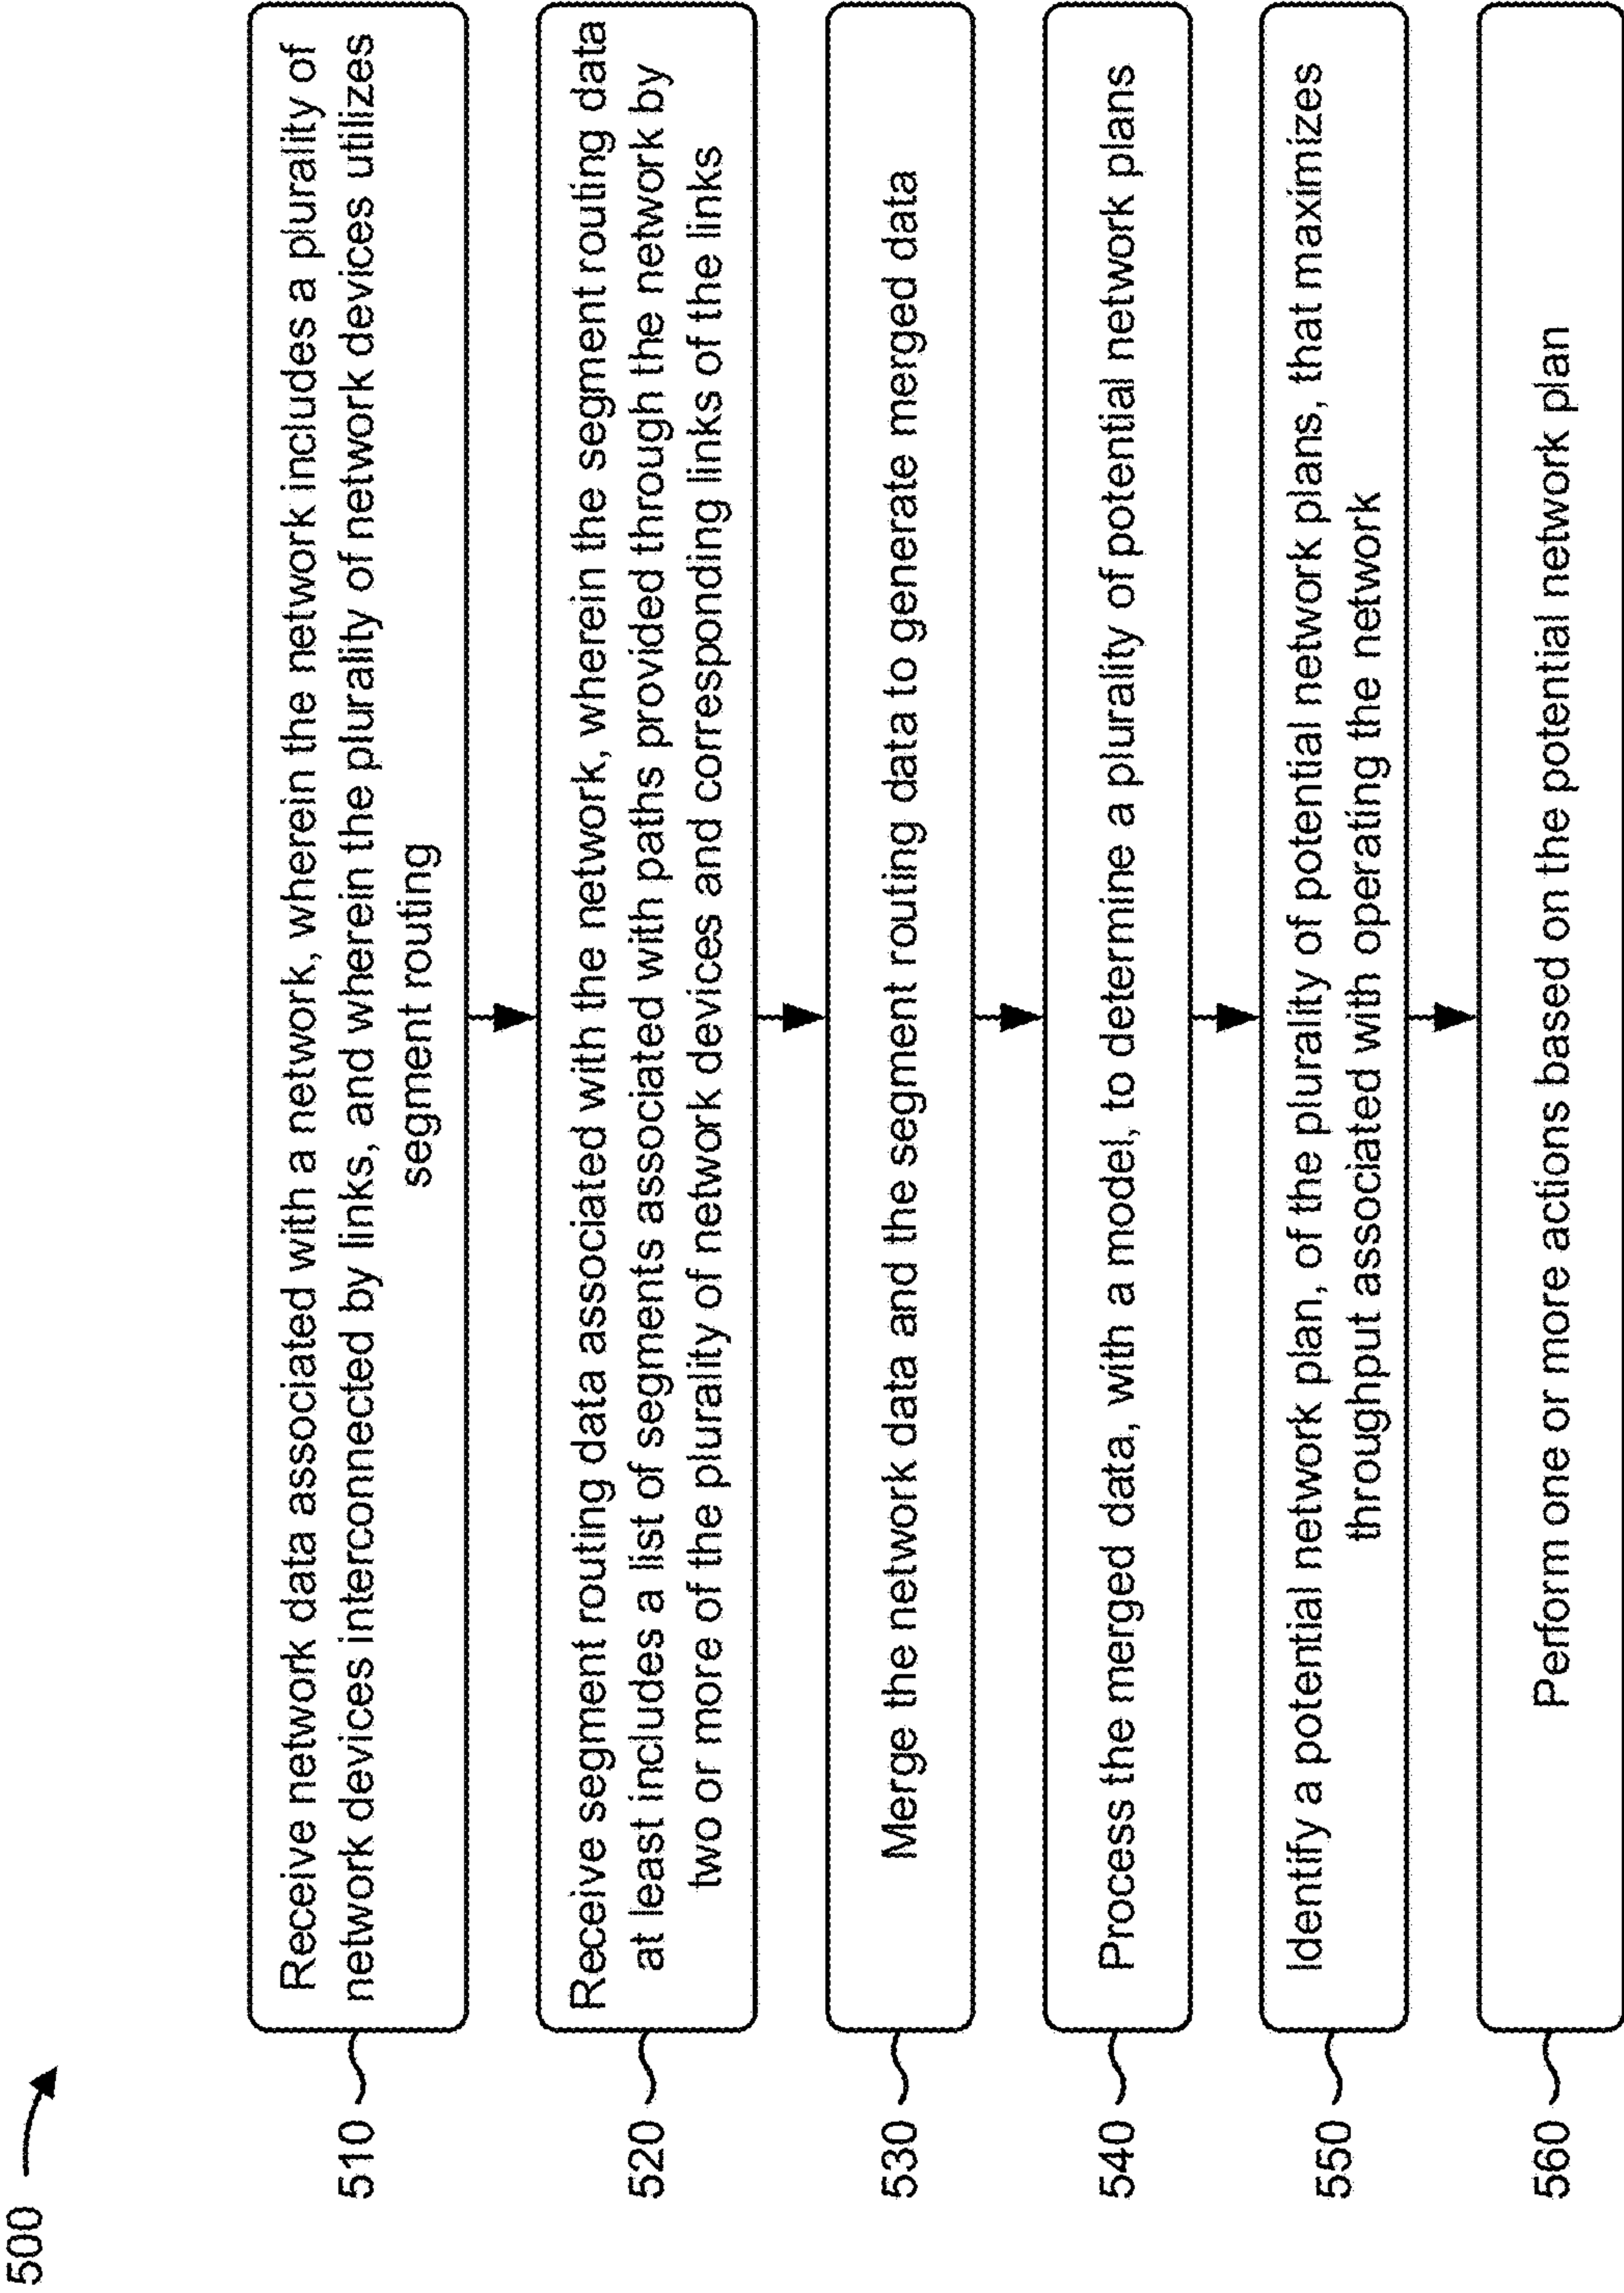 500
510
Receive network data associated with a network, wherein the network includes a plurality of
network devices interconnected by links, and wherein the plurality of network devices utilizes
segment routing
520
Receive segment routing data associated with the network, wherein the segment routing data
at least includes a list of segments associated with paths provided through the network by
two or more of the plurality of network devices and corresponding links of the links
530
Merge the network data and the segment routing data to generate merged data
540
Process the merged data, with a model, to determine a plurality of potential network plans
550
Identify a potential network plan, of the plurality of potential network plans, that maximizes
throughput associated with operating the network
560
Perform one or more actions based on the potential network plan